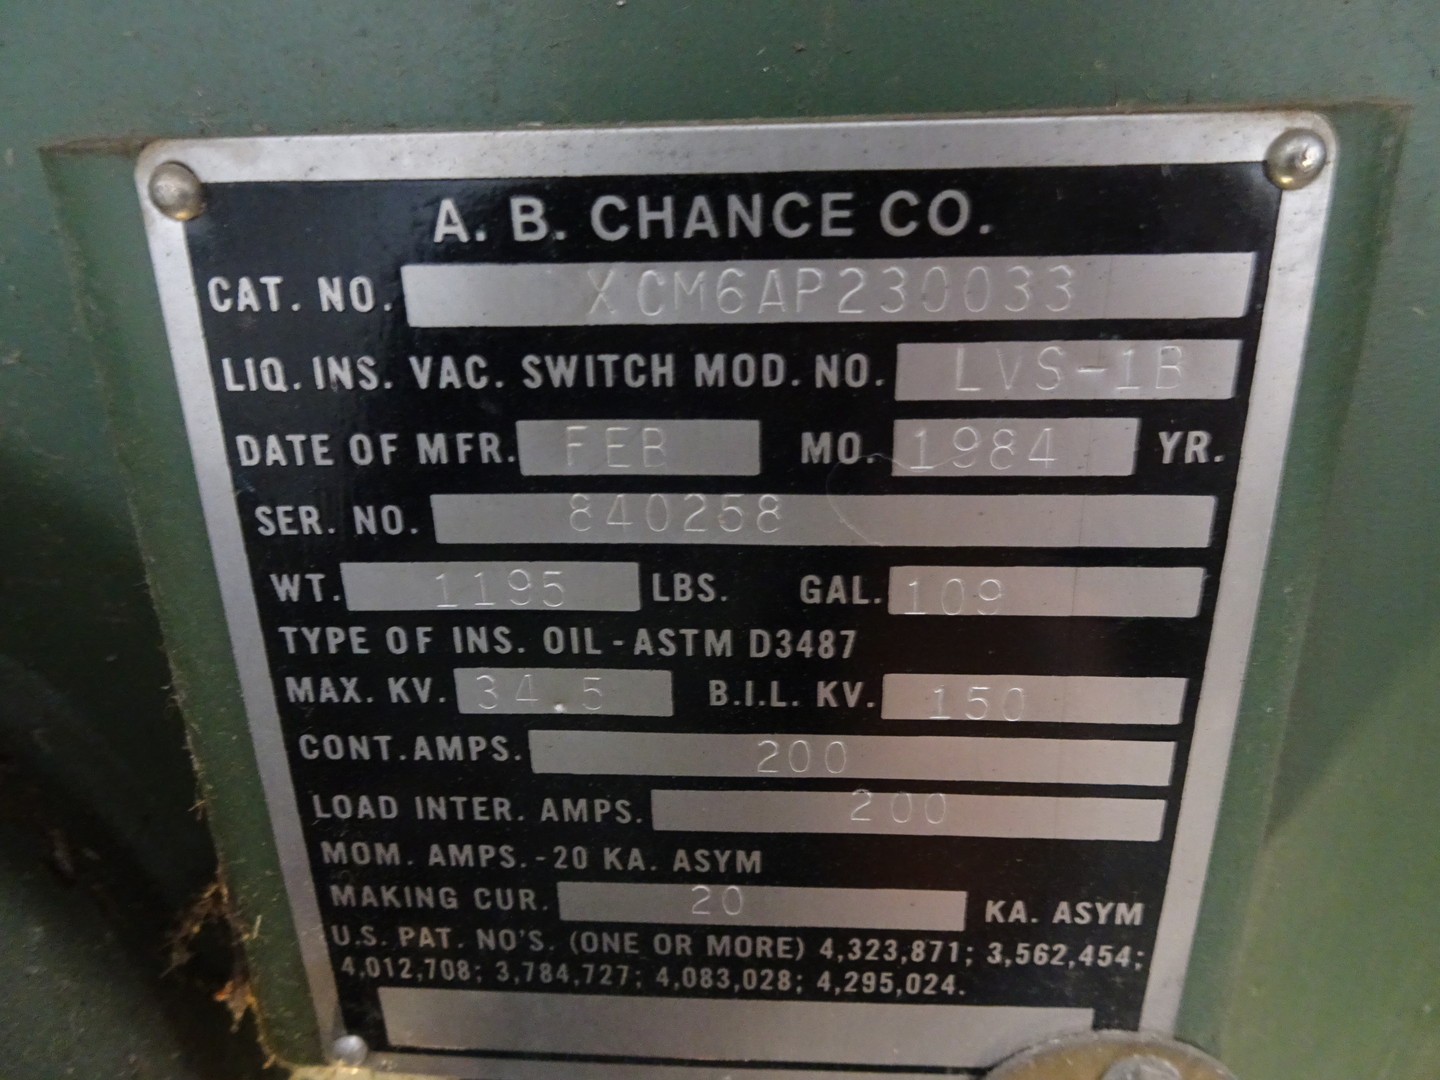 A. B. CHANCE CO.
CAT. NO. XCM6AP230033
LIQ. INS. VAC. SWITCH MOD. NO. LVS-1B
DATE OF MFR. FEB MO. 1984 YR.
SER. NO. 840258
WT. 1195 LBS. GAL. 109
TYPE OF INS. OIL - ASTM D3487
MAX. KV. 34.5 B.I.L. KV. 150
CONT. AMPS. 200
LOAD INTER. AMPS. 200
MOM. AMPS. - 20 KA. ASYM
MAKING CUR. 20 KA. ASYM
U.S. PAT. NO'S. (ONE OR MORE) 4,323,871; 3,562,454;
4,012,708; 3,784,727; 4,083,028; 4,295,024.